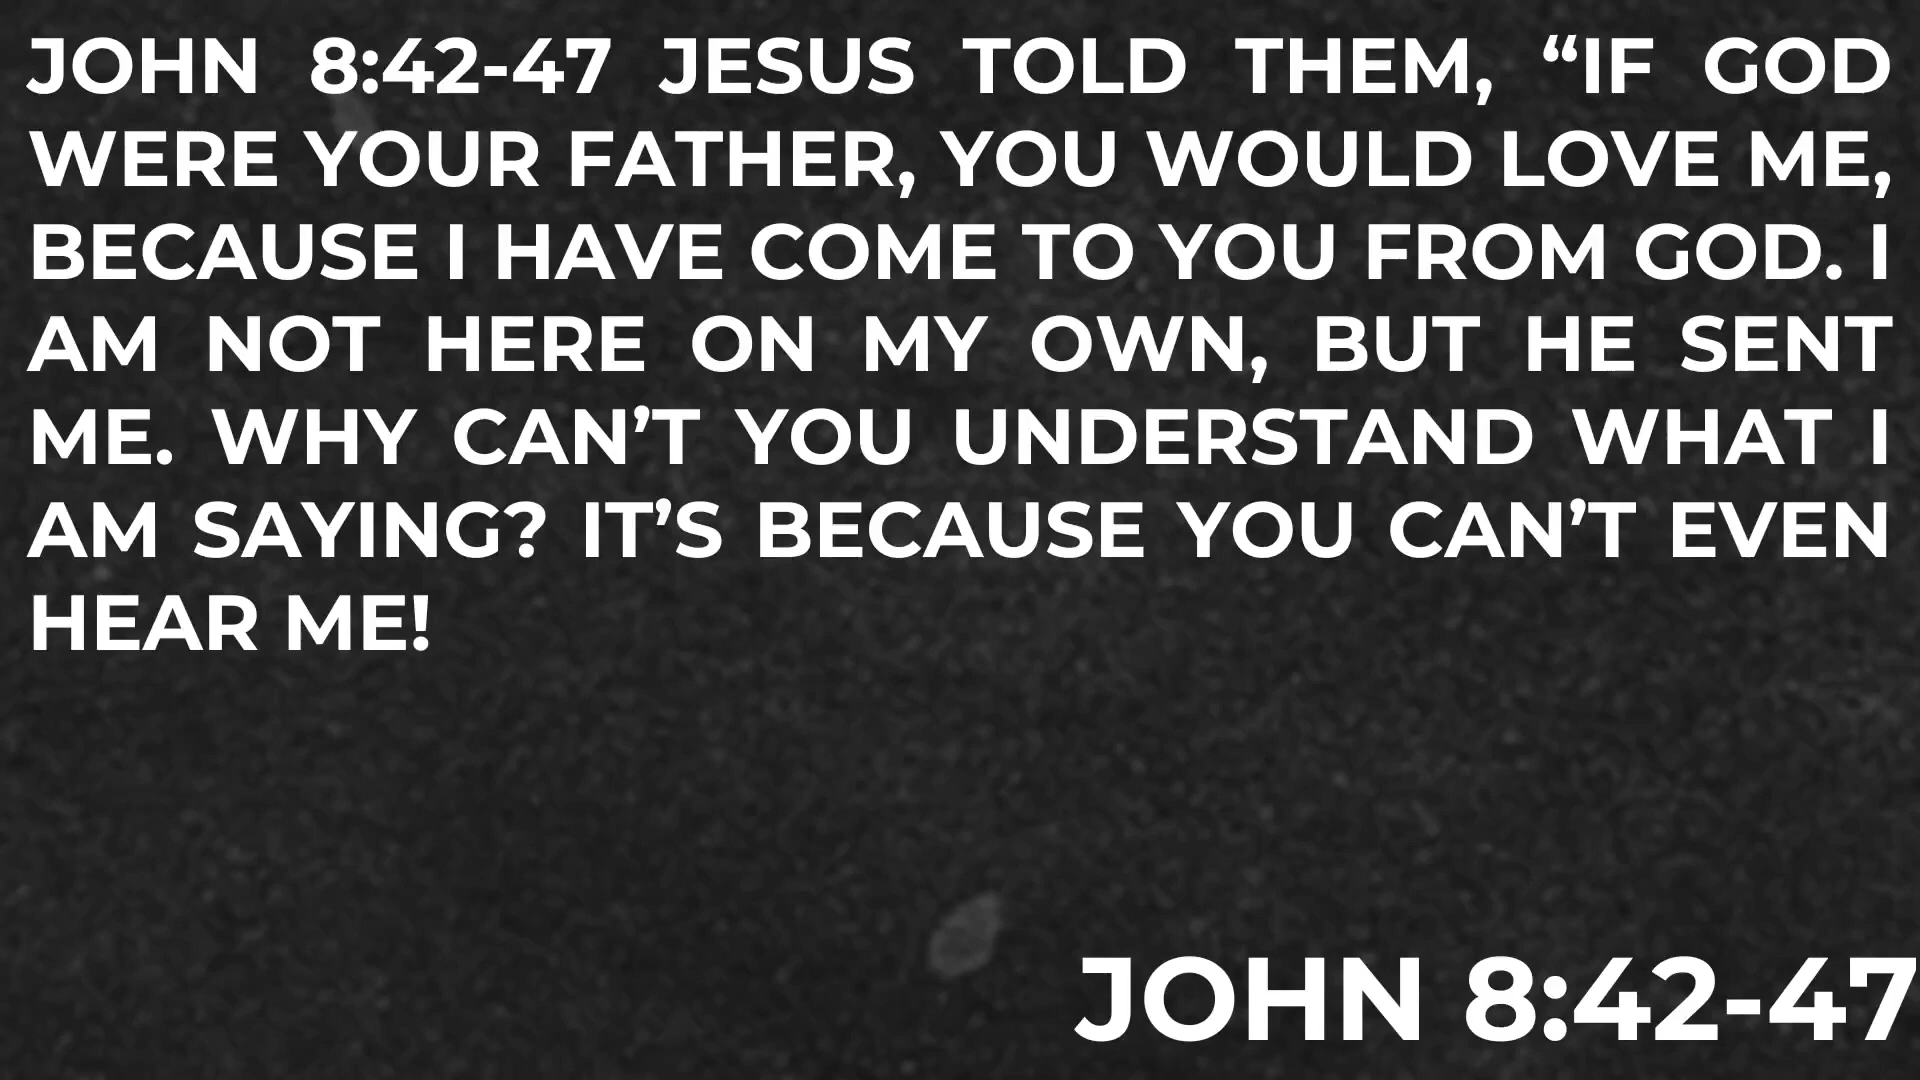 JOHN 8:42-47 JESUS TOLD THEM, “IF GOD
WERE YOUR FATHER, YOU WOULD LOVE ME,
BECAUSE I HAVE COME TO YOU FROM GOD. I
AM NOT HERE ON MY OWN, BUT HE SENT
ME. WHY CAN’T YOU UNDERSTAND WHAT I
AM SAYING? IT’S BECAUSE YOU CAN’T EVEN
HEAR ME!
JOHN 8:42-47